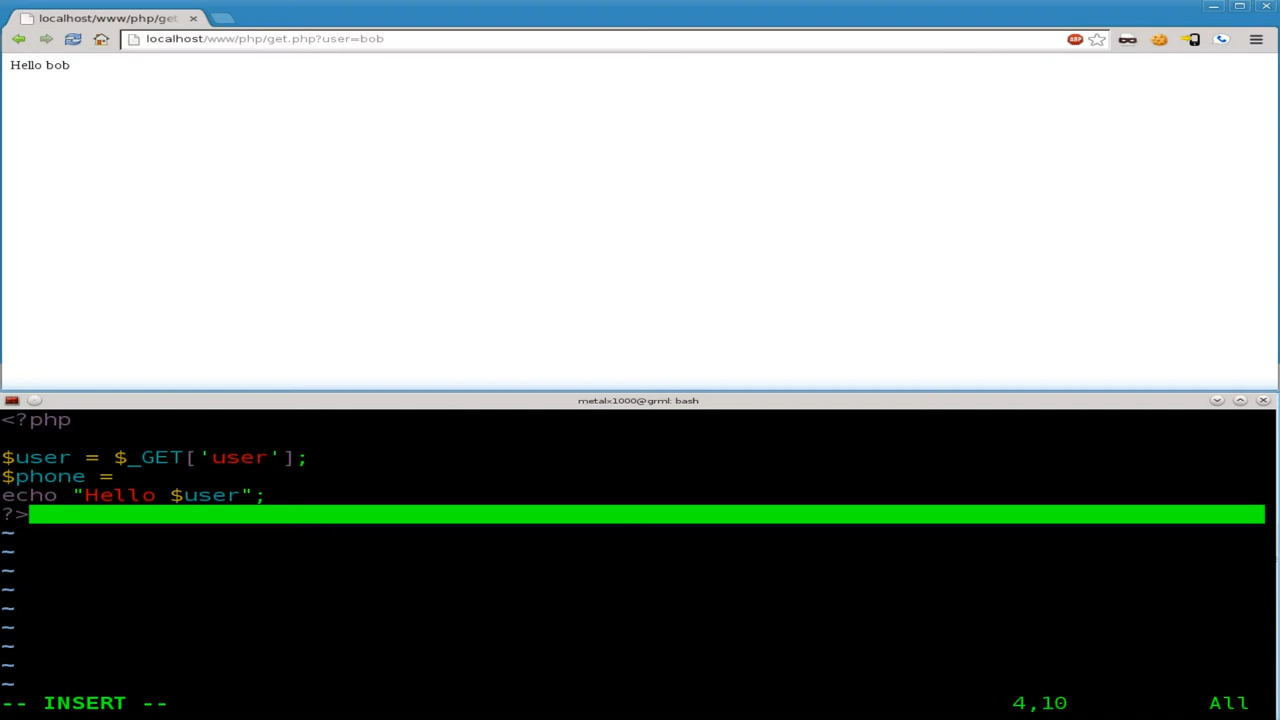 localhost/www/php/get
localhost/www/php/get.php?user=bob
ABP
Hello bob
metalx1000@grml: bash
<?php
$user = $_GET['user'];
$phone =
echo "Hello $user";
?>
~
~
~
~
~
~
~
~
~
-- INSERT -- 4,10 All